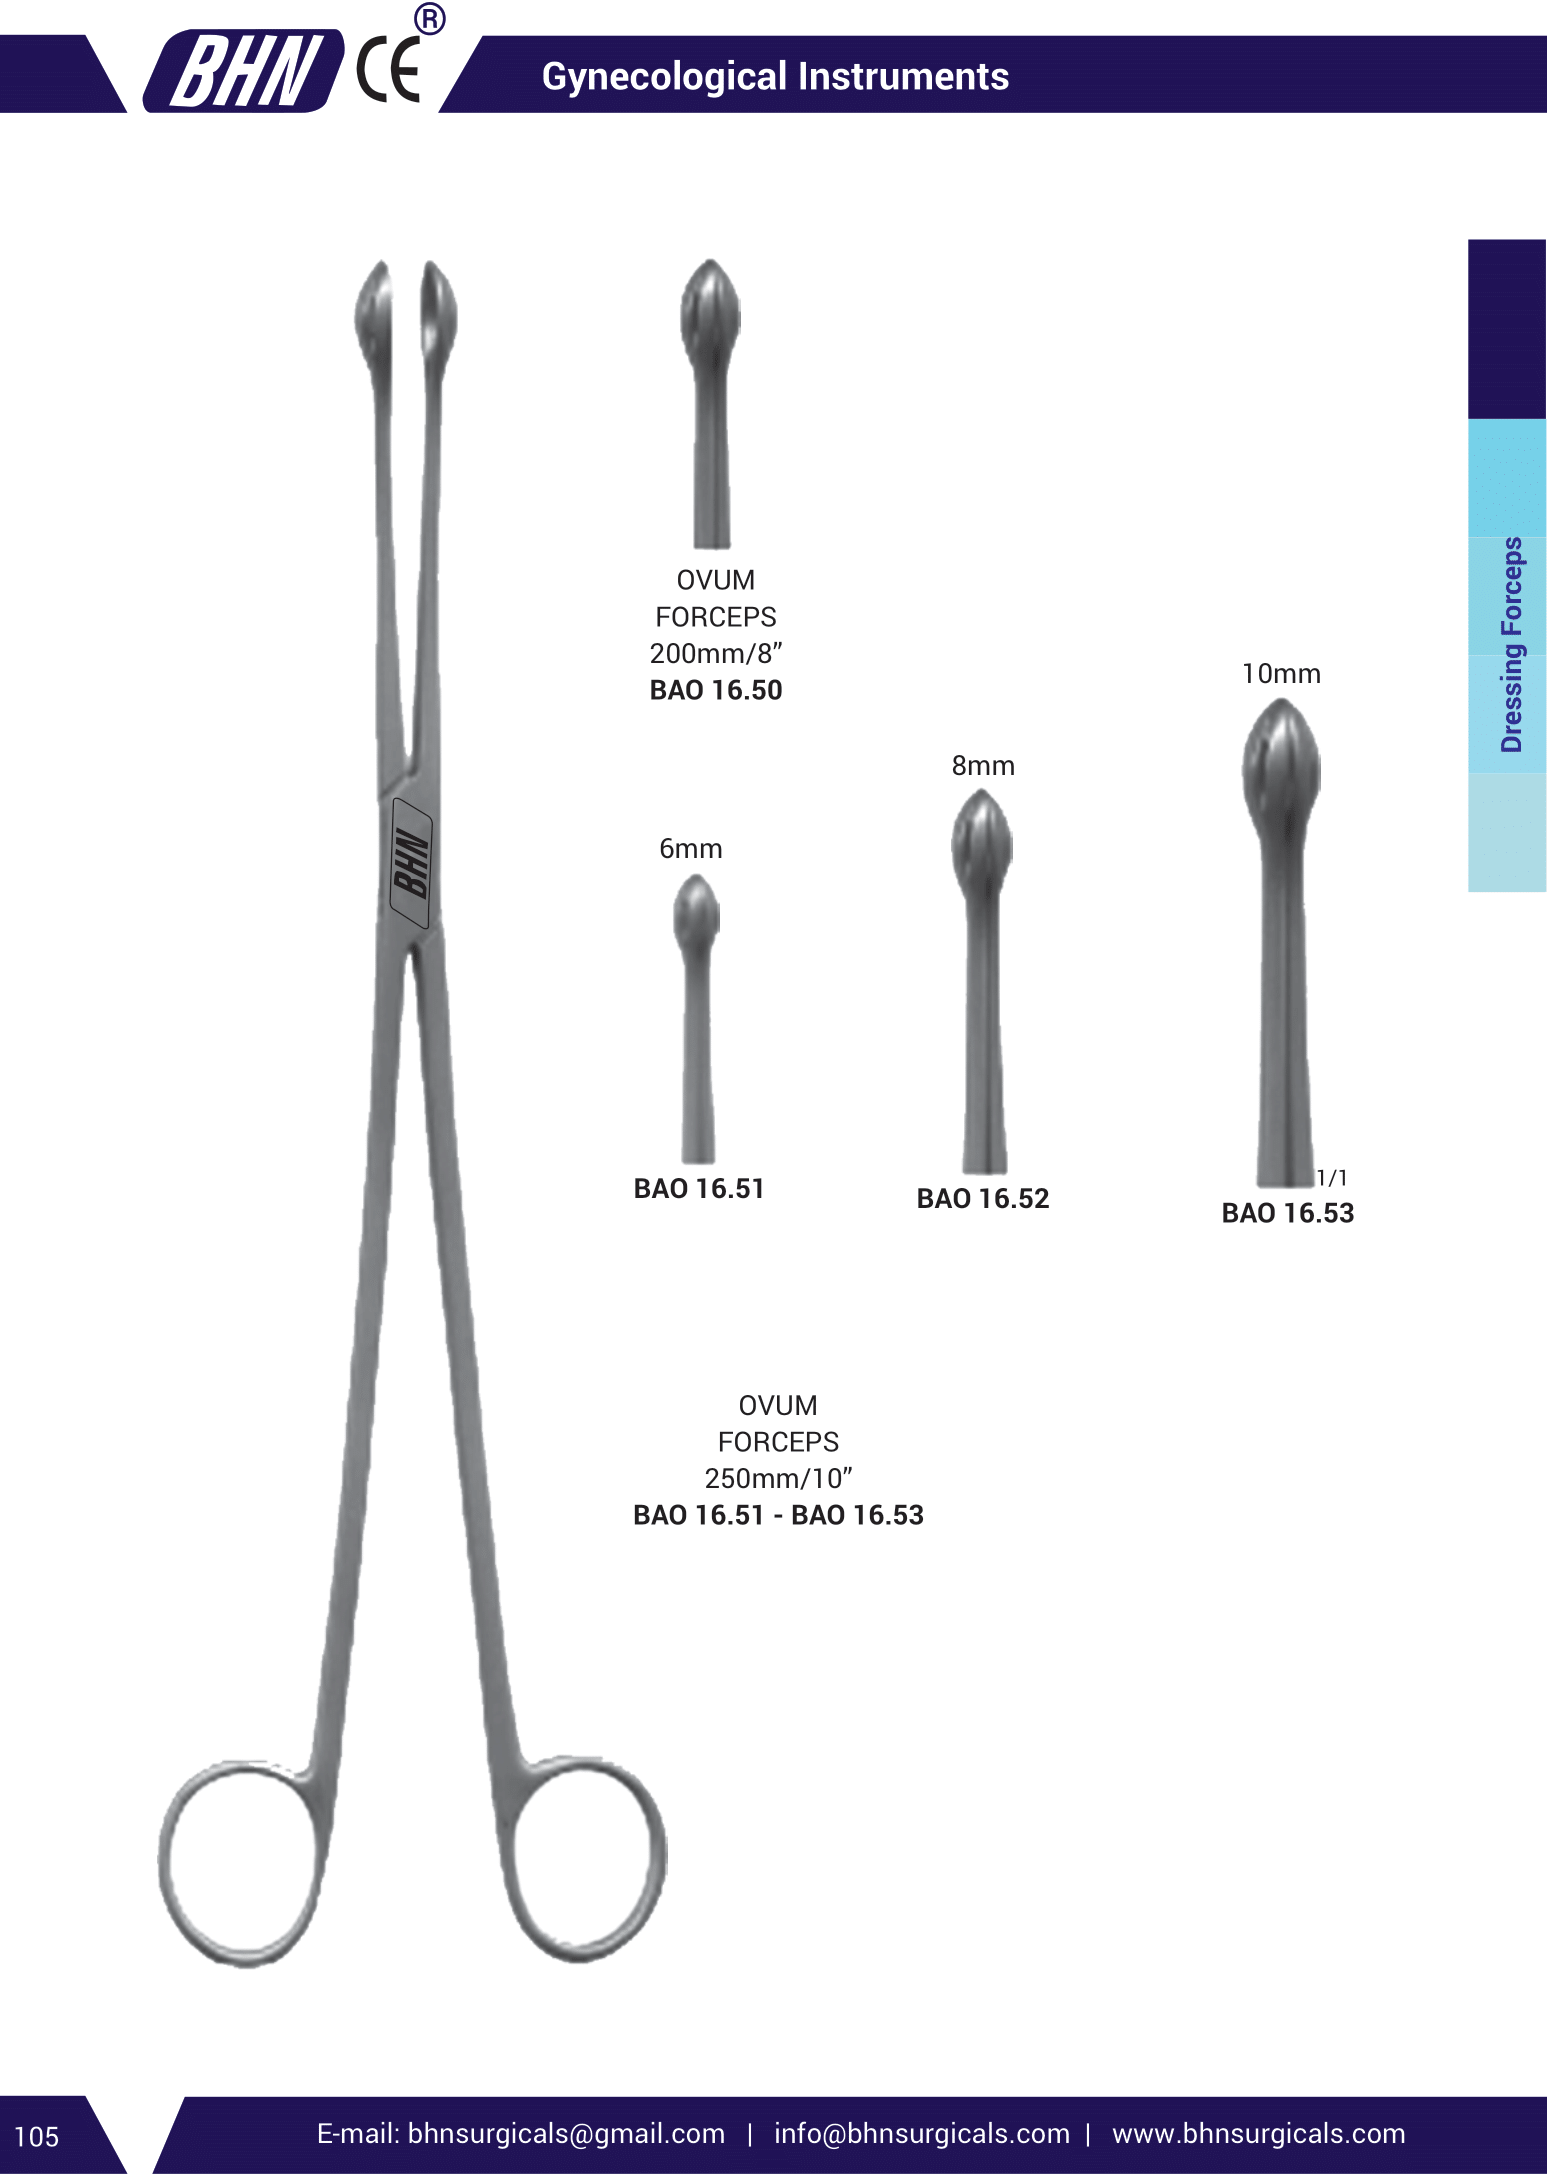 BHN CE ®
Gynecological Instruments
Dressing Forceps
OVUM
FORCEPS
200mm/8”
BAO 16.50
10mm
8mm
6mm
BHN
1/1
BAO 16.51
BAO 16.52
BAO 16.53
OVUM
FORCEPS
250mm/10”
BAO 16.51 - BAO 16.53
105
E-mail: bhnsurgicals@gmail.com | info@bhnsurgicals.com | www.bhnsurgicals.com